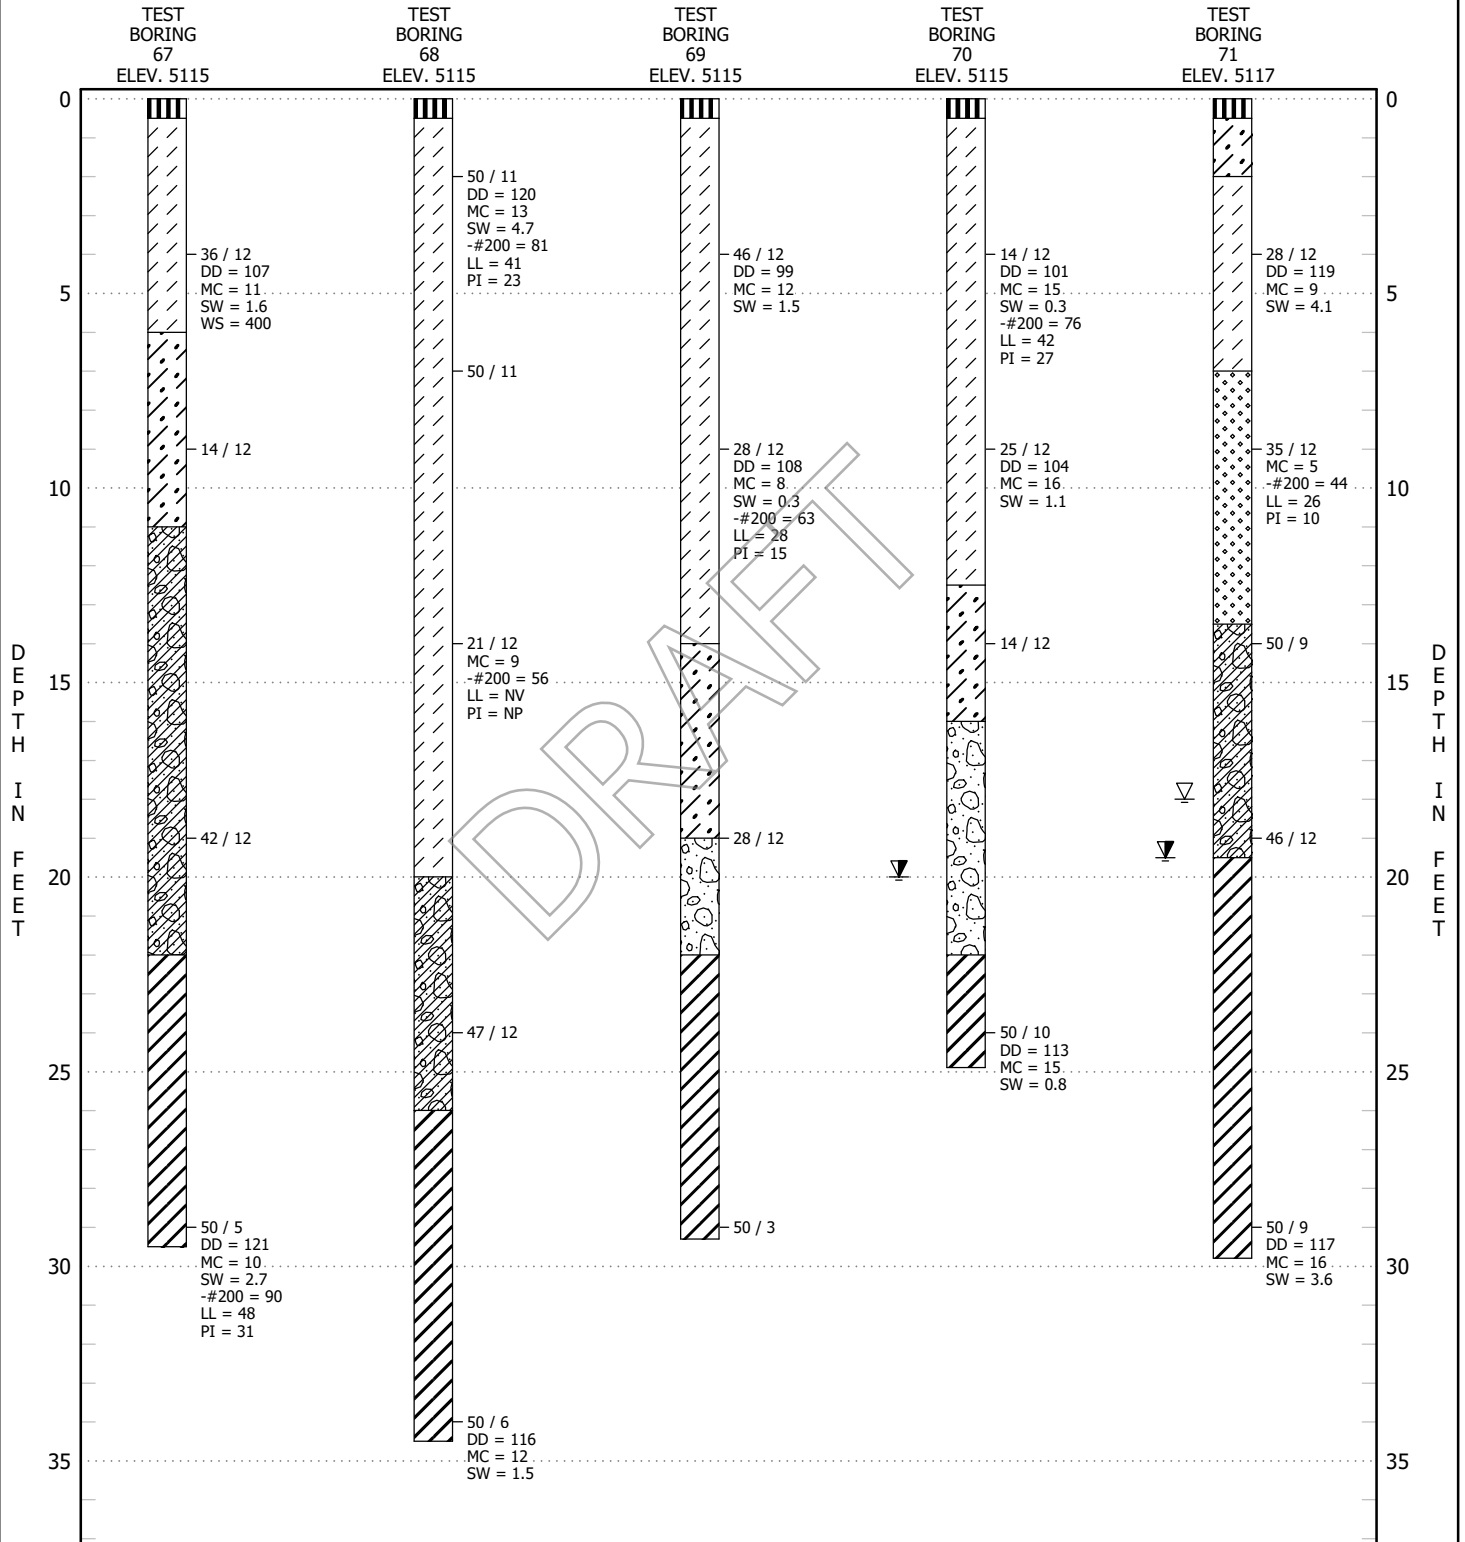 TEST
BORING
67
ELEV. 5115
TEST
BORING
68
ELEV. 5115
TEST
BORING
69
ELEV. 5115
TEST
BORING
70
ELEV. 5115
TEST
BORING
71
ELEV. 5117
0
5
10
15
20
25
30
35
DEPTH IN FEET
36 / 12
DD = 107
MC = 11
SW = 1.6
WS = 400
14 / 12
42 / 12
50 / 5
DD = 121
MC = 10
SW = 2.7
-#200 = 90
LL = 48
PI = 31
50 / 11
DD = 120
MC = 13
SW = 4.7
-#200 = 81
LL = 41
PI = 23
50 / 11
21 / 12
MC = 9
-#200 = 56
LL = NV
PI = NP
47 / 12
50 / 6
DD = 116
MC = 12
SW = 1.5
46 / 12
DD = 99
MC = 12
SW = 1.5
28 / 12
DD = 108
MC = 8
SW = 0.3
-#200 = 63
LL = 28
PI = 15
28 / 12
50 / 3
14 / 12
DD = 101
MC = 15
SW = 0.3
-#200 = 76
LL = 42
PI = 27
25 / 12
DD = 104
MC = 16
SW = 1.1
14 / 12
50 / 10
DD = 113
MC = 15
SW = 0.8
28 / 12
DD = 119
MC = 9
SW = 4.1
35 / 12
MC = 5
-#200 = 44
LL = 26
PI = 10
50 / 9
46 / 12
50 / 9
DD = 117
MC = 16
SW = 3.6
0
5
10
15
20
25
30
35
DEPTH IN FEET
DRAFT